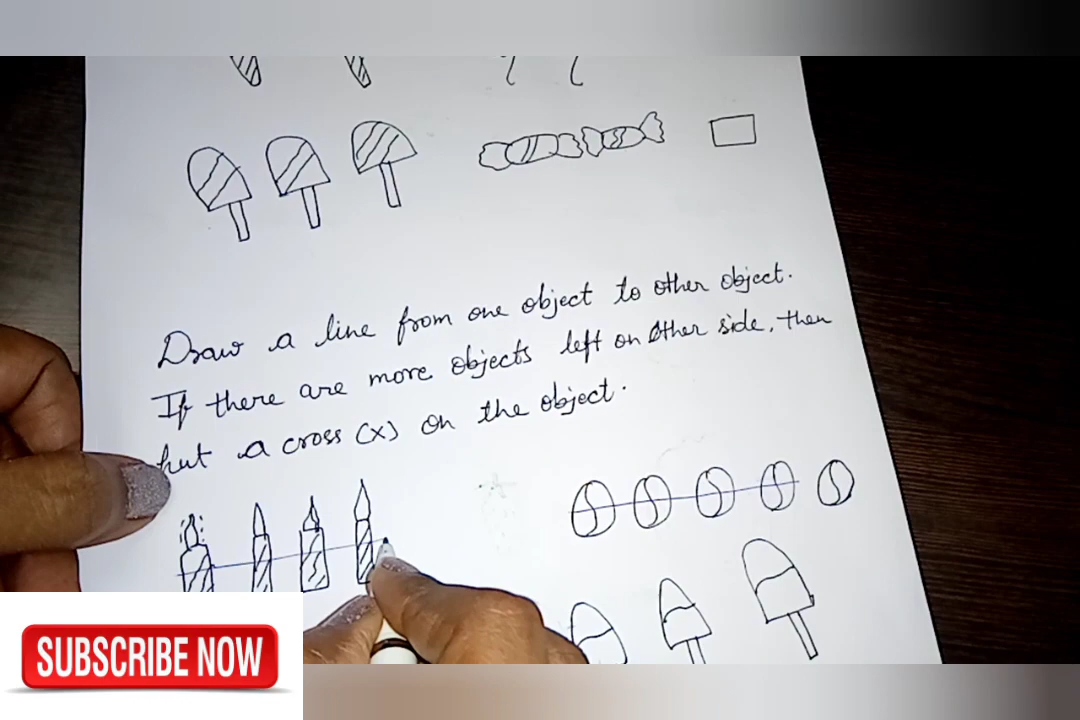 Draw a line from one object to other object.
If there are more objects left on other side, then
put a cross (x) on the object.
SUBSCRIBE NOW